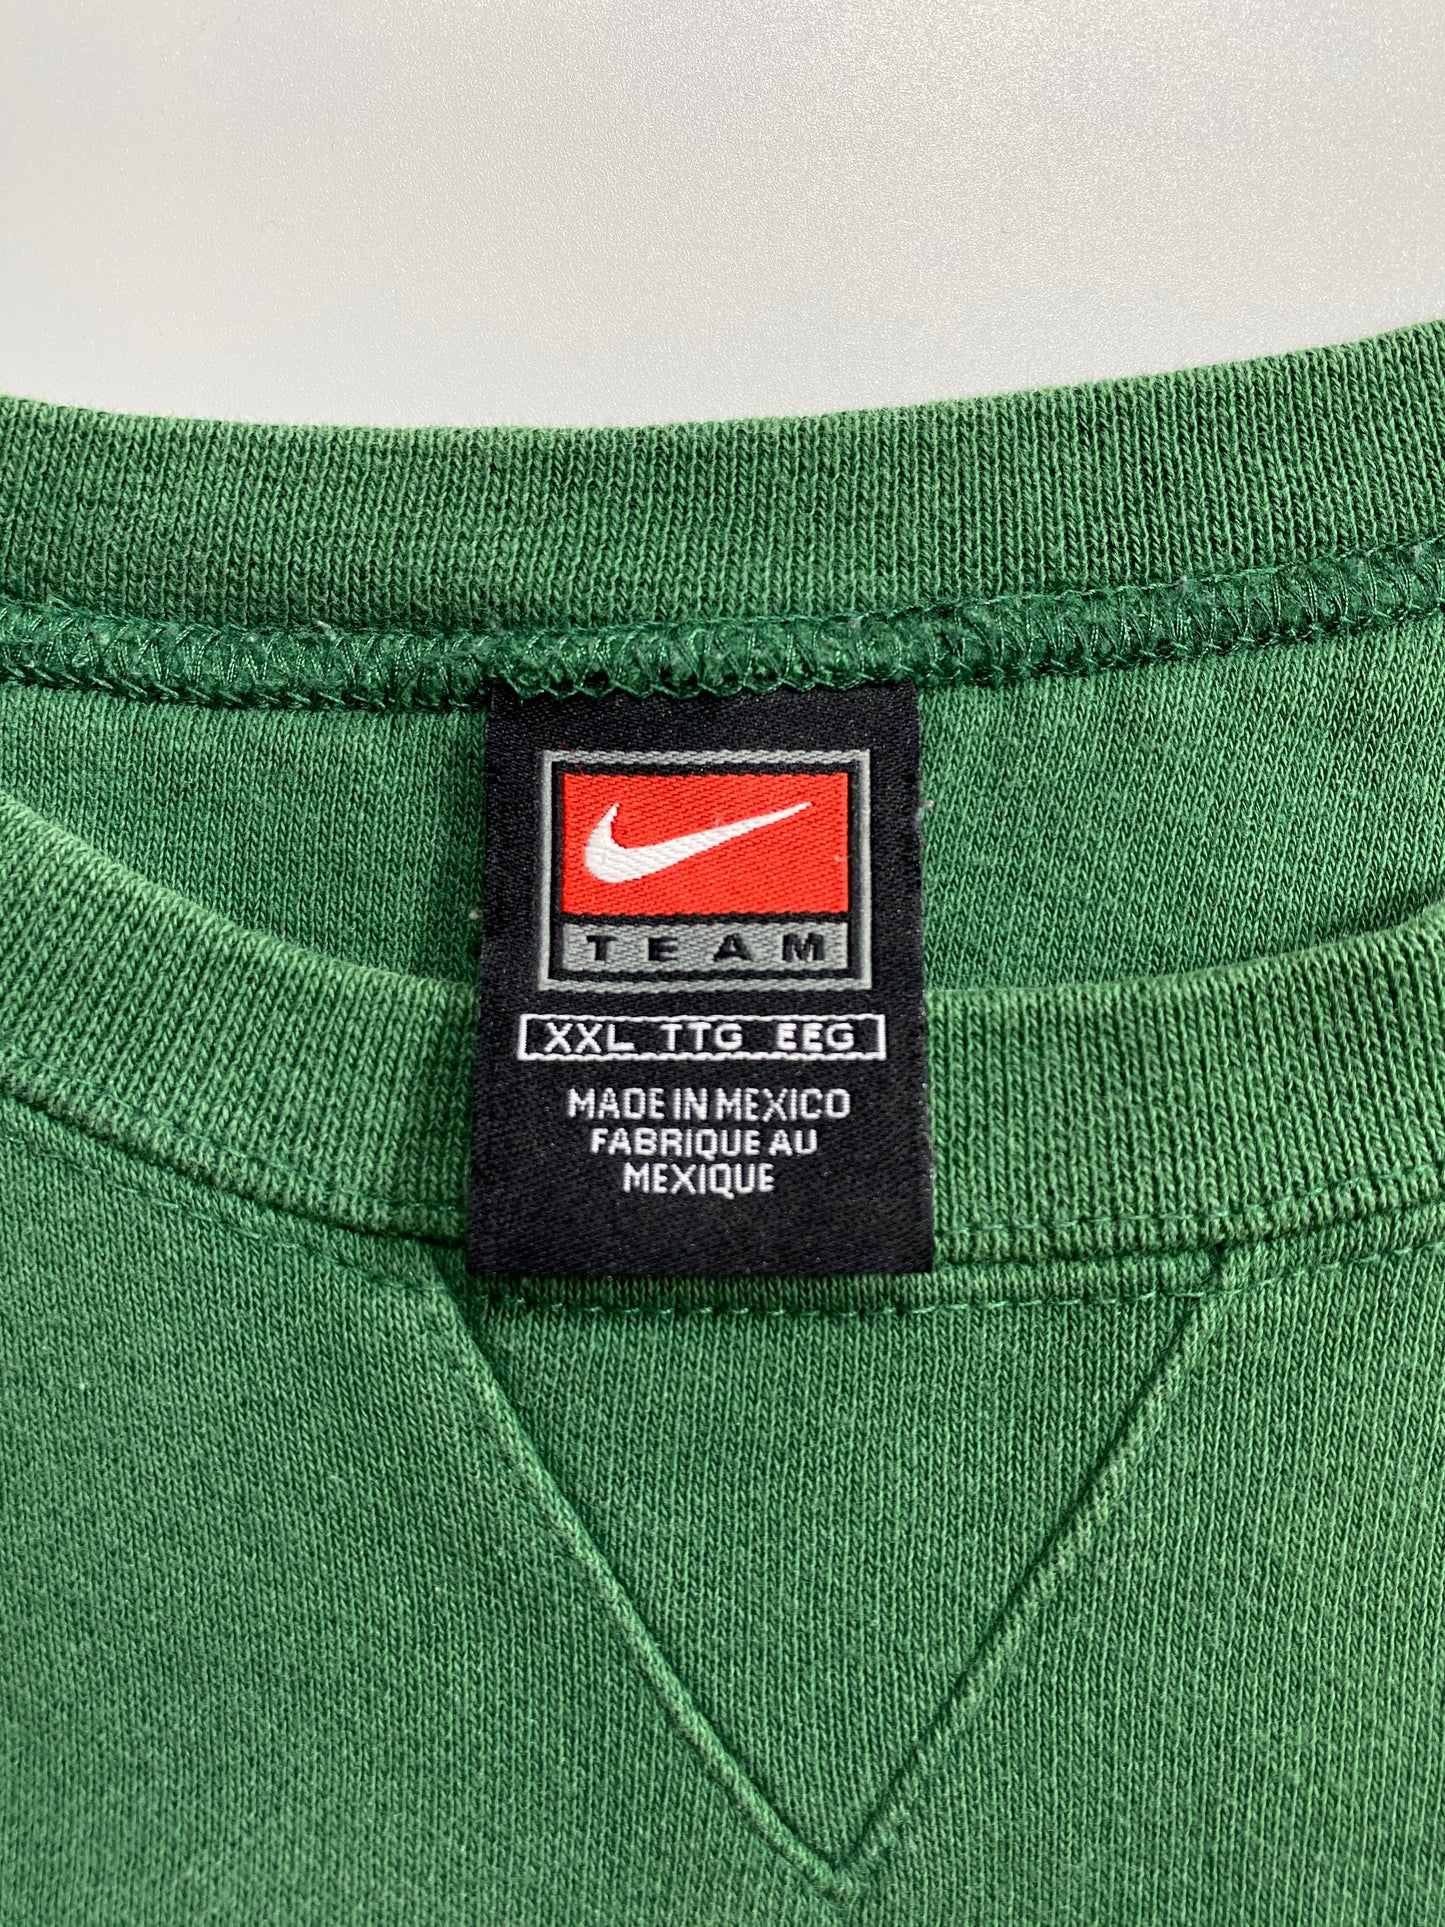 TEAM
XXL TTG EEG
MADE IN MEXICO
FABRIQUE AU
MEXIQUE